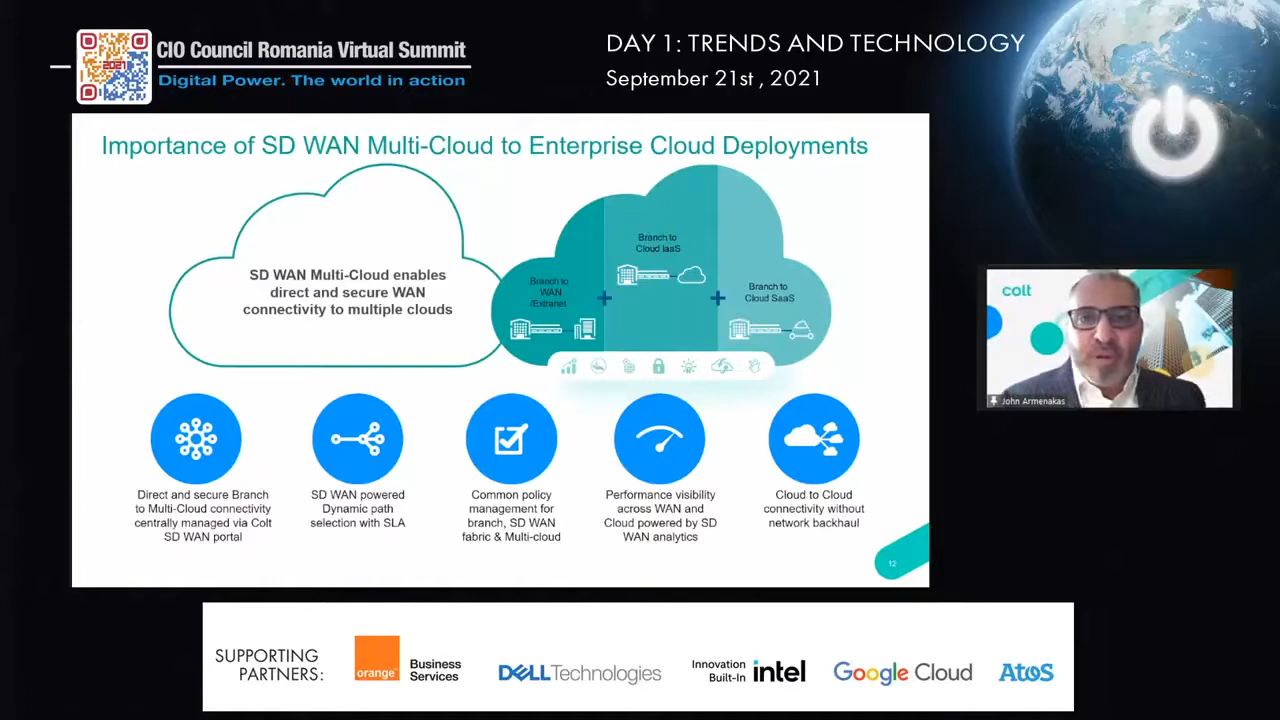 2021
CIO Council Romania Virtual Summit
Digital Power. The world in action
DAY 1: TRENDS AND TECHNOLOGY
September 21st , 2021
Importance of SD WAN Multi-Cloud to Enterprise Cloud Deployments
SD WAN Multi-Cloud enables
direct and secure WAN
connectivity to multiple clouds
Branch to
WAN
/Extranet
+
Branch to
Cloud IaaS
+
Branch to
Cloud SaaS
Direct and secure Branch
to Multi-Cloud connectivity
centrally managed via Colt
SD WAN portal
SD WAN powered
Dynamic path
selection with SLA
Common policy
management for
branch, SD WAN
fabric & Multi-cloud
Performance visibility
across WAN and
Cloud powered by SD
WAN analytics
Cloud to Cloud
connectivity without
network backhaul
12
colt
John Armenakas
SUPPORTING
PARTNERS:
orange™
Business
Services
DELL Technologies
Innovation
Built-In
intel
Google Cloud
Atos